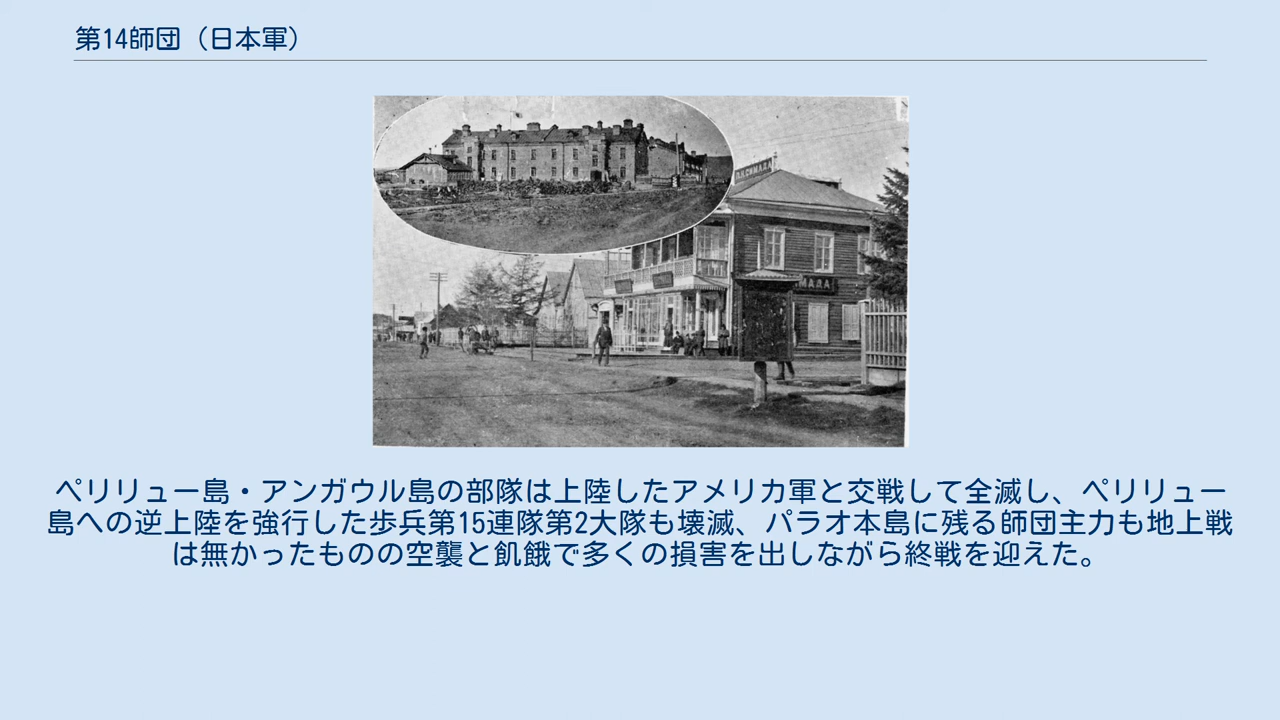 第14師団（日本軍）
МАДА
ペリリュー島・アンガウル島の部隊は上陸したアメリカ軍と交戦して全滅し、ペリリュー
島への逆上陸を強行した歩兵第15連隊第2大隊も壊滅、パラオ本島に残る師団主力も地上戦
は無かったものの空襲と飢餓で多くの損害を出しながら終戦を迎えた。